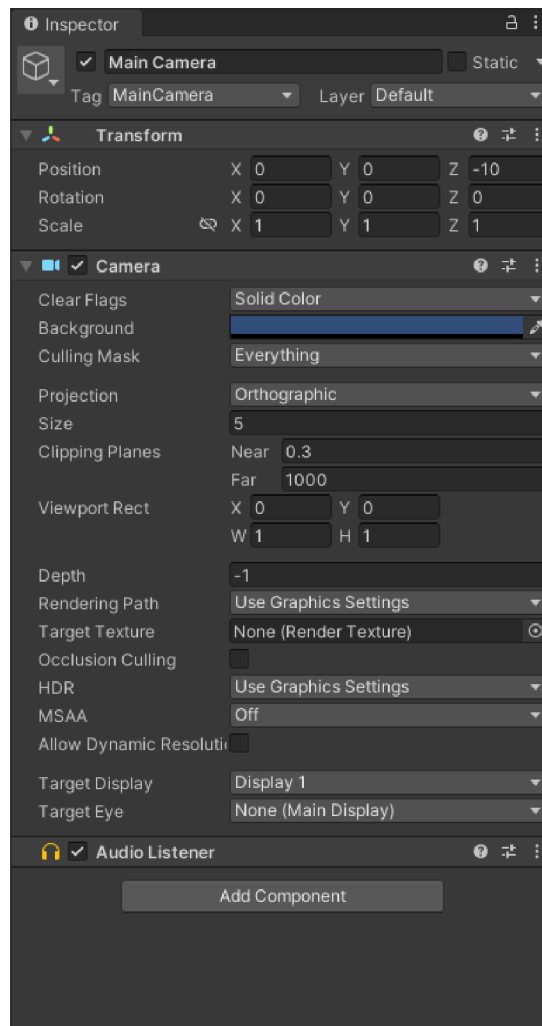 Inspector
Main Camera Static
Tag MainCamera Layer Default
Transform
Position X 0 Y 0 Z -10
Rotation X 0 Y 0 Z 0
Scale X 1 Y 1 Z 1
Camera
Clear Flags Solid Color
Background
Culling Mask Everything
Projection Orthographic
Size 5
Clipping Planes Near 0.3
Far 1000
Viewport Rect X 0 Y 0
W 1 H 1
Depth -1
Rendering Path Use Graphics Settings
Target Texture None (Render Texture)
Occlusion Culling
HDR Use Graphics Settings
MSAA Off
Allow Dynamic Resoluti
Target Display Display 1
Target Eye None (Main Display)
Audio Listener
Add Component